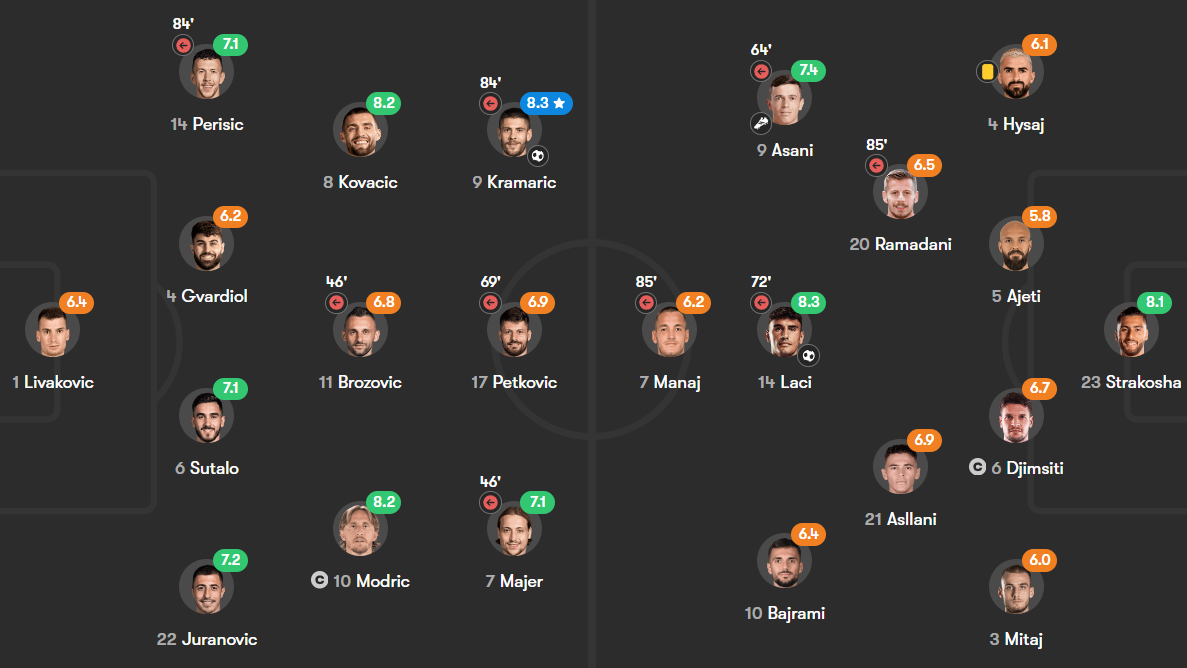 84'
7.1
14 Perisic
8.2
8 Kovacic
84'
8.3
9 Kramaric
6.2
4 Gvardiol
6.4
1 Livakovic
46'
6.8
11 Brozovic
69'
6.9
17 Petkovic
7.1
6 Sutalo
8.2
C 10 Modric
46'
7.1
7 Majer
7.2
22 Juranovic
64'
7.4
9 Asani
6.1
4 Hysaj
85'
6.5
20 Ramadani
5.8
5 Ajeti
85'
6.2
7 Manaj
72'
8.3
14 Laci
8.1
23 Strakosha
6.7
C 6 Djimsiti
6.9
21 Asllani
6.4
10 Bajrami
6.0
3 Mitaj